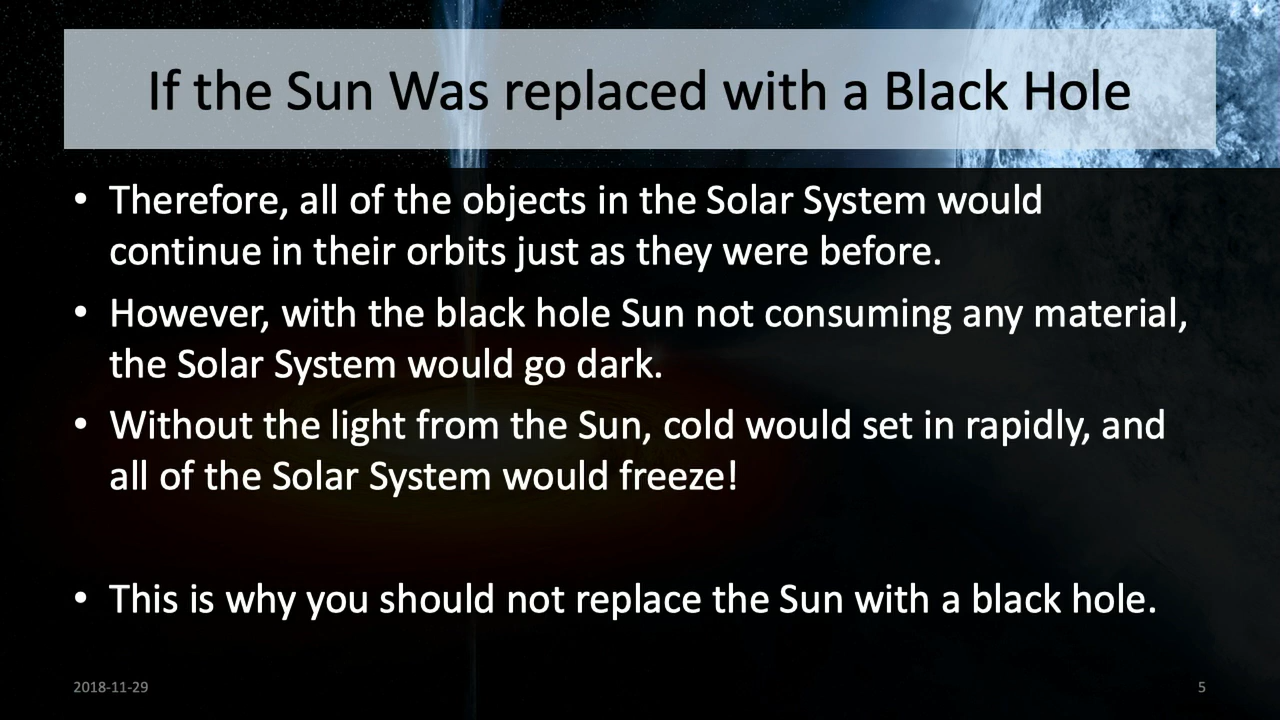 If the Sun Was replaced with a Black Hole
• Therefore, all of the objects in the Solar System would
continue in their orbits just as they were before.
• However, with the black hole Sun not consuming any material,
the Solar System would go dark.
• Without the light from the Sun, cold would set in rapidly, and
all of the Solar System would freeze!
• This is why you should not replace the Sun with a black hole.
2018-11-29
5